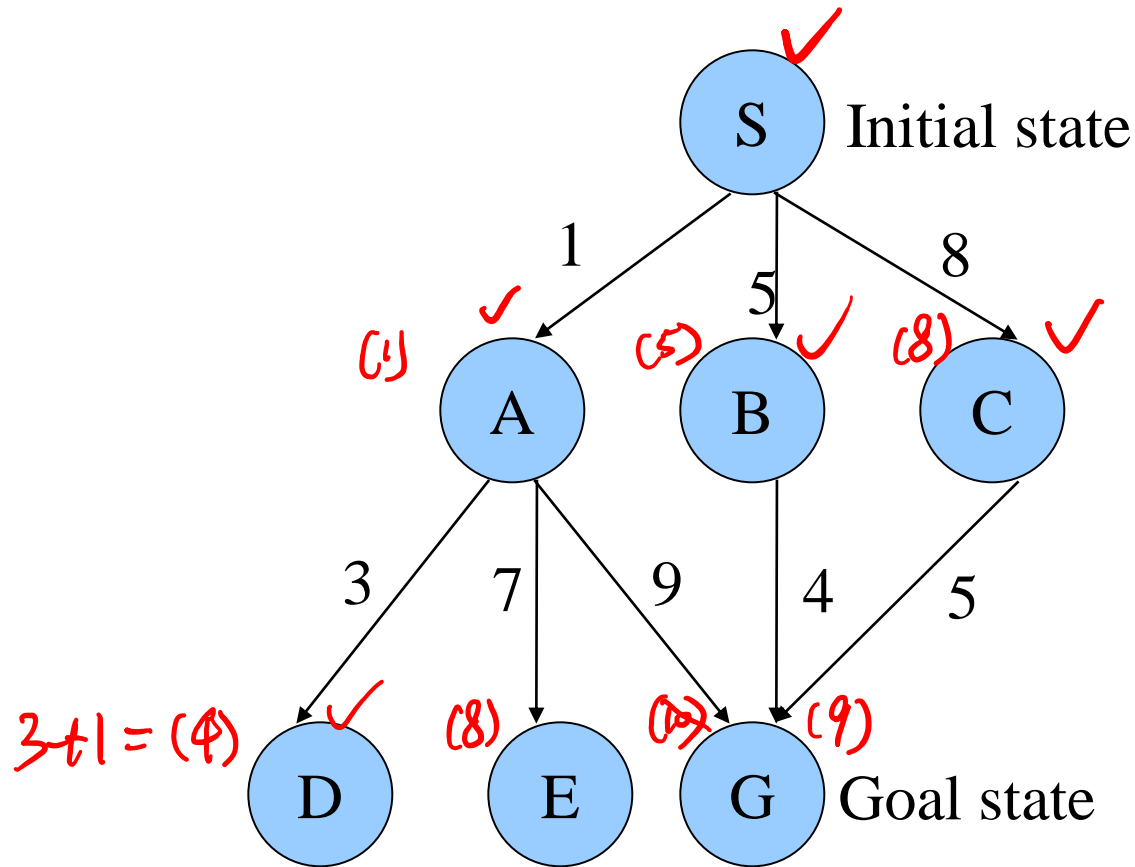 S Initial state
1 5 8
(1) (5) (8)
A B C
3 7 9 4 5
3+1 = (4) (8) (10) (9)
D E G Goal state